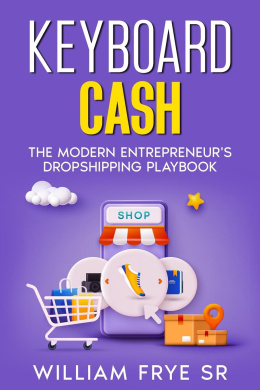 KEYBOARD
CASH
THE MODERN ENTREPRENEUR'S
DROPSHIPPING PLAYBOOK
SHOP
WILLIAM FRYE SR